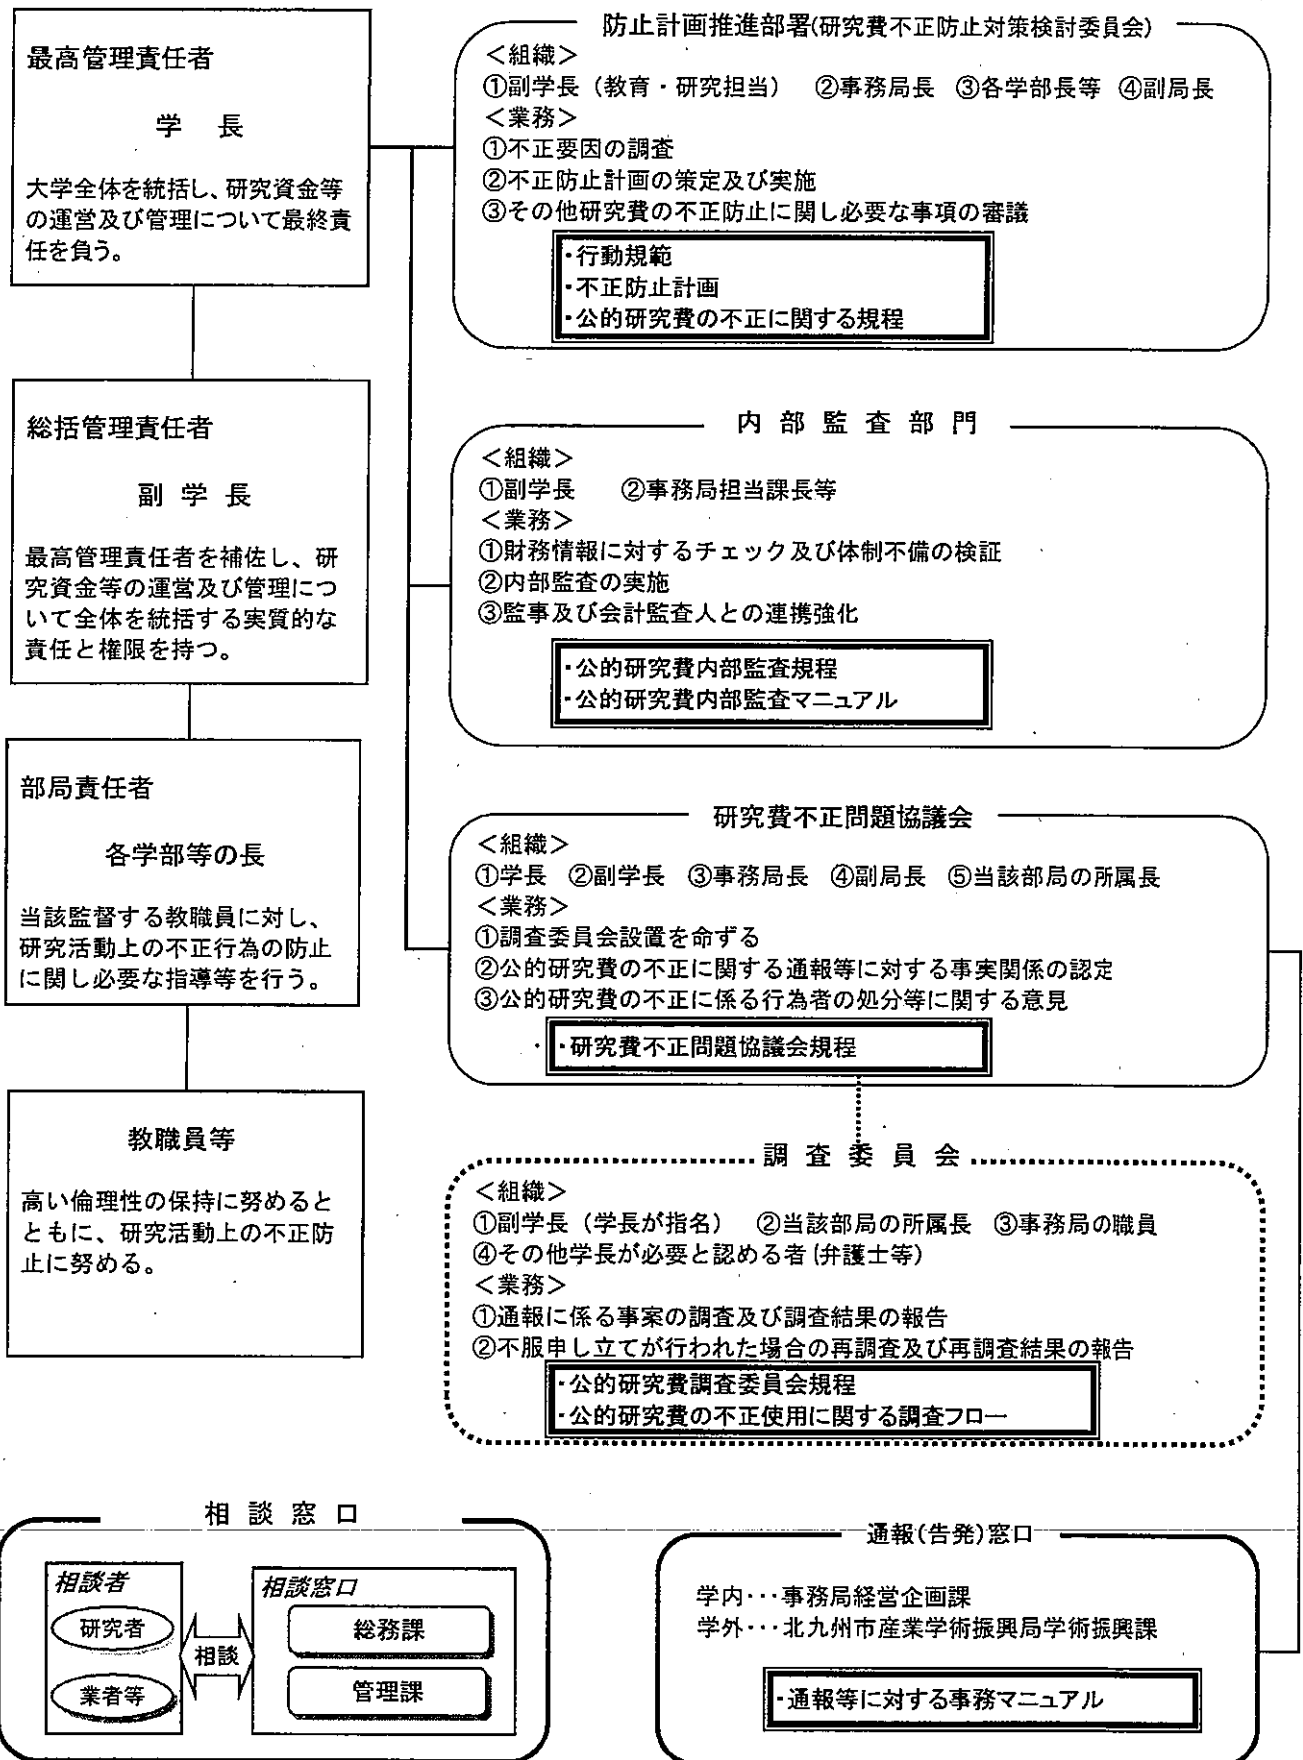 最高管理責任者
学 長
大学全体を統括し、研究資金等
の運営及び管理について最終責
任を負う。
総括管理責任者
副 学 長
最高管理責任者を補佐し、研
究資金等の運営及び管理につ
いて全体を統括する実質的な
責任と権限を持つ。
部局責任者
各学部等の長
当該監督する教職員に対し、
研究活動上の不正行為の防止
に関し必要な指導等を行う。
教職員等
高い倫理性の保持に努めると
ともに、研究活動上の不正防
止に努める。
防止計画推進部署(研究費不正防止対策検討委員会)
＜組織＞
①副学長（教育・研究担当） ②事務局長 ③各学部長等 ④副局長
＜業務＞
①不正要因の調査
②不正防止計画の策定及び実施
③その他研究費の不正防止に関し必要な事項の審議
・行動規範
・不正防止計画
・公的研究費の不正に関する規程
内 部 監 査 部 門
＜組織＞
①副学長 ②事務局担当課長等
＜業務＞
①財務情報に対するチェック及び体制不備の検証
②内部監査の実施
③監事及び会計監査人との連携強化
・公的研究費内部監査規程
・公的研究費内部監査マニュアル
研究費不正問題協議会
＜組織＞
①学長 ②副学長 ③事務局長 ④副局長 ⑤当該部局の所属長
＜業務＞
①調査委員会設置を命ずる
②公的研究費の不正に関する通報等に対する事実関係の認定
③公的研究費の不正に係る行為者の処分等に関する意見
・研究費不正問題協議会規程
調 査 委 員 会
＜組織＞
①副学長（学長が指名） ②当該部局の所属長 ③事務局の職員
④その他学長が必要と認める者(弁護士等)
＜業務＞
①通報に係る事案の調査及び調査結果の報告
②不服申し立てが行われた場合の再調査及び再調査結果の報告
・公的研究費調査委員会規程
・公的研究費の不正使用に関する調査フロー
相 談 窓 口
相談者
研究者
業者等
相談
相談窓口
総務課
管理課
通報(告発)窓口
学内･･･事務局経営企画課
学外･･･北九州市産業学術振興局学術振興課
・通報等に対する事務マニュアル